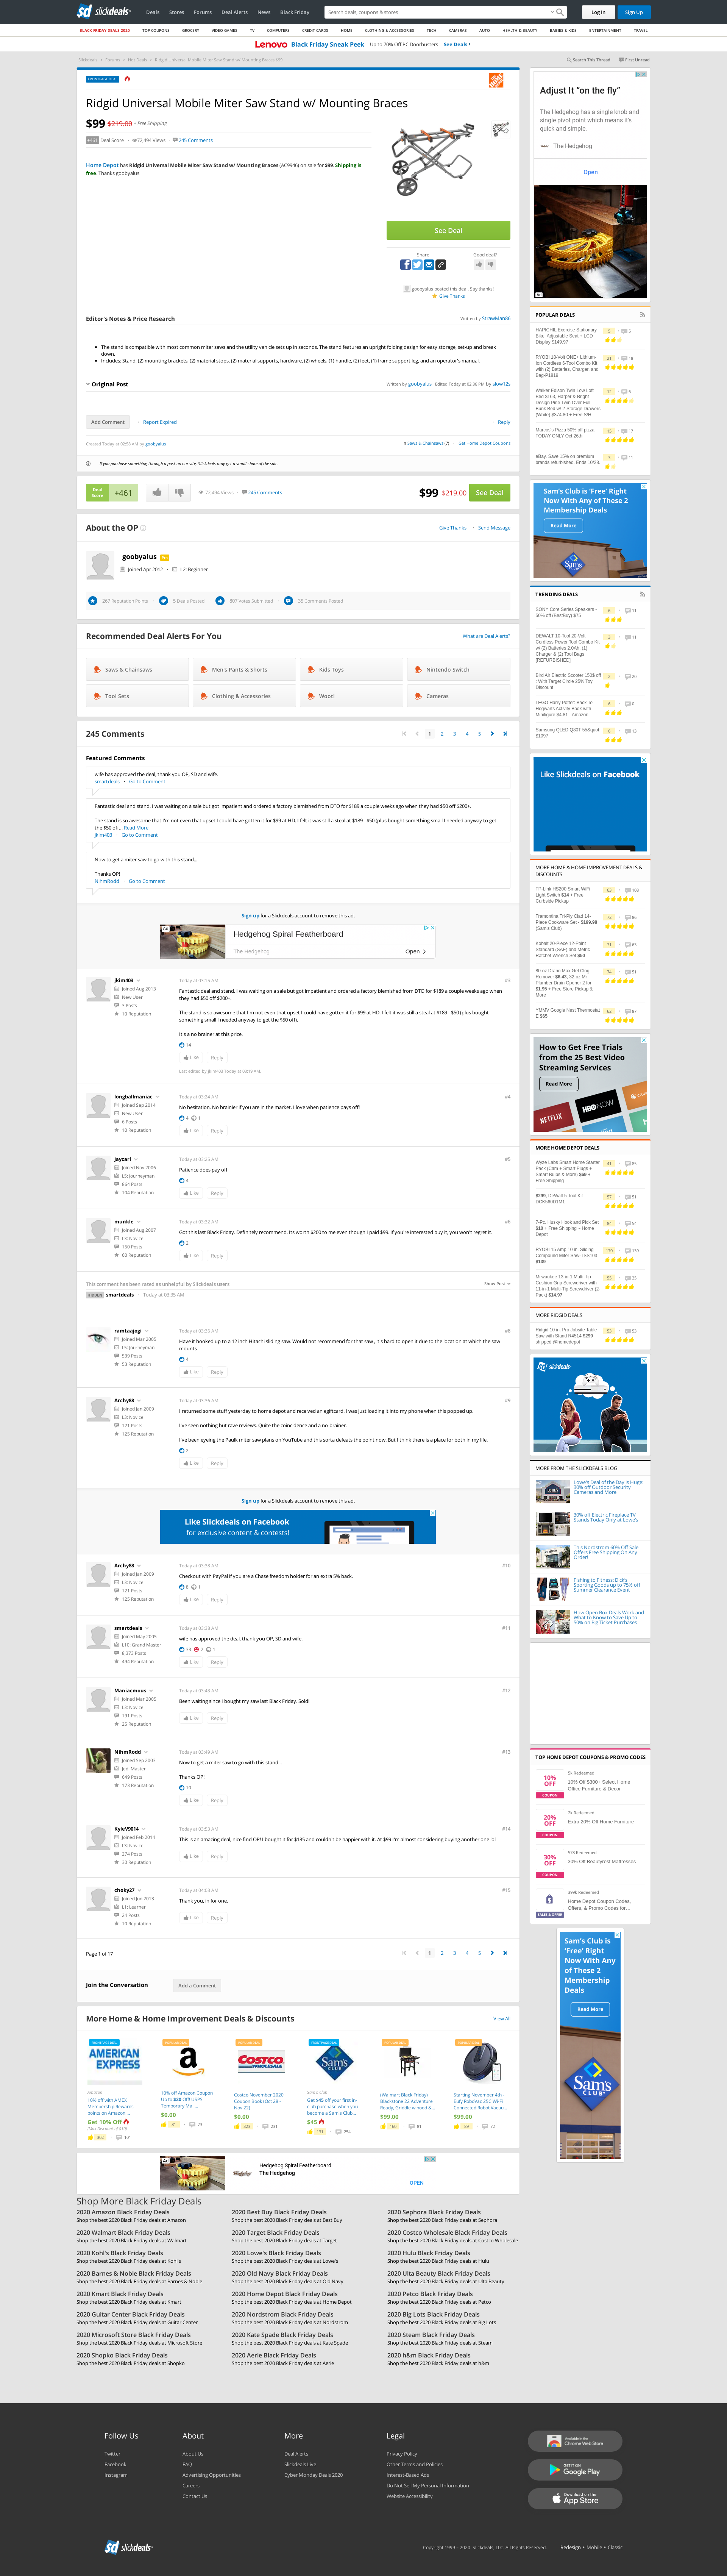 slickdeals
Deals Stores Forums Deal Alerts News Black Friday
Search deals, coupons & stores
Log In Sign Up
BLACK FRIDAY DEALS 2020 TOP COUPONS GROCERY VIDEO GAMES TV COMPUTERS CREDIT CARDS HOME CLOTHING & ACCESSORIES TECH CAMERAS AUTO HEALTH & BEAUTY BABIES & KIDS ENTERTAINMENT TRAVEL
Lenovo Black Friday Sneak Peek Up to 70% Off PC Doorbusters See Deals
Slickdeals > Forums > Hot Deals > Ridgid Universal Mobile Miter Saw Stand w/ Mounting Braces $99
Search This Thread First Unread
FRONTPAGE DEAL
Ridgid Universal Mobile Miter Saw Stand w/ Mounting Braces
$99 $219.00 + Free Shipping
+461 Deal Score 72,494 Views 245 Comments
Home Depot has Ridgid Universal Mobile Miter Saw Stand w/ Mounting Braces (AC9946) on sale for $99. Shipping is
free. Thanks goobyalus
See Deal
Share Good deal?
goobyalus posted this deal. Say thanks!
Give Thanks
Editor's Notes & Price Research
Written by StrawMan86
The stand is compatible with most common miter saws and the utility vehicle sets up in seconds. The stand features an upright folding design for easy storage, set-up and break
down.
Includes: Stand, (2) mounting brackets, (2) material stops, (2) material supports, hardware, (2) wheels, (1) handle, (2) feet, (1) frame support leg, and an operator's manual.
Original Post
Written by goobyalus Edited Today at 02:36 PM by slow12s
Add Comment Report Expired Reply
Created Today at 02:56 AM by goobyalus
in Saws & Chainsaws (7) Get Home Depot Coupons
If you purchase something through a post on our site, Slickdeals may get a small share of the sale.
Deal
Score
+461
72,494 Views 245 Comments
$99 $219.00 See Deal
About the OP
Give Thanks Send Message
goobyalus
Joined Apr 2012 L2: Beginner
267 Reputation Points 5 Deals Posted 807 Votes Submitted 35 Comments Posted
Recommended Deal Alerts For You
What are Deal Alerts?
Saws & Chainsaws Men's Pants & Shorts Kids Toys Nintendo Switch
Tool Sets Clothing & Accessories Woot! Cameras
245 Comments
1 2 3 4 5
Featured Comments
wife has approved the deal, thank you OP, SD and wife.
smartdeals Go to Comment
Fantastic deal and stand. I was waiting on a sale but got impatient and ordered a factory blemished from DTO for $189 a couple weeks ago when they had $50 off $200+.
The stand is so awesome that I'm not even that upset I could have gotten it for $99 at HD. I felt it was still a steal at $189 - $50 (plus bought something small I needed anyway to get
the $50 off... Read More
jkim403 Go to Comment
Now to get a miter saw to go with this stand...
Thanks OP!
NihmRodd Go to Comment
Sign up for a Slickdeals account to remove this ad.
Hedgehog Spiral Featherboard
The Hedgehog Open
jkim403
Joined Aug 2013
New User
3 Posts
10 Reputation
Today at 03:15 AM #3
Fantastic deal and stand. I was waiting on a sale but got impatient and ordered a factory blemished from DTO for $189 a couple weeks ago when
they had $50 off $200+.
The stand is so awesome that I'm not even that upset I could have gotten it for $99 at HD. I felt it was still a steal at $189 - $50 (plus bought
something small I needed anyway to get the $50 off).
It's a no brainer at this price.
14
Like Reply
Last edited by jkim403 Today at 03:19 AM.
longballmaniac
Joined Sep 2014
New User
6 Posts
10 Reputation
Today at 03:24 AM #4
No hesitation. No brainier if you are in the market. I love when patience pays off!
4 1
Like Reply
Jaycarl
Joined Nov 2006
L5: Journeyman
864 Posts
104 Reputation
Today at 03:25 AM #5
Patience does pay off
4
Like Reply
munkle
Joined Aug 2007
L3: Novice
150 Posts
60 Reputation
Today at 03:32 AM #6
Got this last Black Friday. Definitely recommend. Its worth $200 to me even though I paid $99. If you're interested buy it, you won't regret it.
2
Like Reply
This comment has been rated as unhelpful by Slickdeals users Show Post
HIDDEN smartdeals Today at 03:35 AM
ramtaajogi
Joined Mar 2005
L5: Journeyman
539 Posts
53 Reputation
Today at 03:36 AM #8
Have it hooked up to a 12 inch Hitachi sliding saw. Would not recommend for that saw , it's hard to open it due to the location at which the saw
mounts
4
Like Reply
Archy88
Joined Jan 2009
L3: Novice
121 Posts
125 Reputation
Today at 03:36 AM #9
I returned some stuff yesterday to home depot and received an egiftcard. I was just loading it into my phone when this popped up.
I've seen nothing but rave reviews. Quite the coincidence and a no-brainer.
I've been eyeing the Paulk miter saw plans on YouTube and this sorta defeats the point now. But I think there is a place for both in my life.
2
Like Reply
Sign up for a Slickdeals account to remove this ad.
Like Slickdeals on Facebook
for exclusive content & contests!
Archy88
Joined Jan 2009
L3: Novice
121 Posts
125 Reputation
Today at 03:38 AM #10
Checkout with PayPal if you are a Chase freedom holder for an extra 5% back.
6 1
Like Reply
smartdeals
Joined May 2005
L10: Grand Master
8,373 Posts
494 Reputation
Today at 03:38 AM #11
wife has approved the deal, thank you OP, SD and wife.
33 2 1
Like Reply
Maniacmous
Joined Mar 2005
L3: Novice
191 Posts
25 Reputation
Today at 03:43 AM #12
Been waiting since I bought my saw last Black Friday. Sold!
Like Reply
NihmRodd
Joined Sep 2003
Jedi Master
649 Posts
173 Reputation
Today at 03:49 AM #13
Now to get a miter saw to go with this stand...
Thanks OP!
10
Like Reply
KyleV9014
Joined Feb 2014
L3: Novice
274 Posts
30 Reputation
Today at 03:53 AM #14
This is an amazing deal, nice find OP! I bought it for $135 and couldn't be happier with it. At $99 I'm almost considering buying another one lol
Like Reply
choky27
Joined Jun 2013
L1: Learner
24 Posts
10 Reputation
Today at 04:03 AM #15
Thank you, in for one.
Like Reply
Page 1 of 17
1 2 3 4 5
Join the Conversation Add a Comment
More Home & Home Improvement Deals & Discounts View All
Amazon
10% off with AMEX
Membership Rewards
points on Amazon...
Get 10% Off
(Max Discount of $10)
10% off Amazon Coupon
Up to $20 Off USPS
Temporary Mail...
$0.00
Costco November 2020
Coupon Book (Oct 28 -
Nov 22)
$0.00
Sam's Club
Get $45 off your first in-
club purchase when you
become a Sam's Club...
$45
(Walmart Black Friday)
Blackstone 22 Adventure
Ready, Griddle w hood &...
$99.00
Starting November 4th -
Eufy RoboVac 25C Wi-Fi
Connected Robot Vacuu...
$99.00
Hedgehog Spiral Featherboard
The Hedgehog OPEN
Shop More Black Friday Deals
2020 Amazon Black Friday Deals
Shop the best 2020 Black Friday deals at Amazon
2020 Best Buy Black Friday Deals
Shop the best 2020 Black Friday deals at Best Buy
2020 Sephora Black Friday Deals
Shop the best 2020 Black Friday deals at Sephora
2020 Walmart Black Friday Deals
Shop the best 2020 Black Friday deals at Walmart
2020 Target Black Friday Deals
Shop the best 2020 Black Friday deals at Target
2020 Costco Wholesale Black Friday Deals
Shop the best 2020 Black Friday deals at Costco Wholesale
2020 Kohl's Black Friday Deals
Shop the best 2020 Black Friday deals at Kohl's
2020 Lowe's Black Friday Deals
Shop the best 2020 Black Friday deals at Lowe's
2020 Hulu Black Friday Deals
Shop the best 2020 Black Friday deals at Hulu
2020 Barnes & Noble Black Friday Deals
Shop the best 2020 Black Friday deals at Barnes & Noble
2020 Old Navy Black Friday Deals
Shop the best 2020 Black Friday deals at Old Navy
2020 Ulta Beauty Black Friday Deals
Shop the best 2020 Black Friday deals at Ulta Beauty
2020 Kmart Black Friday Deals
Shop the best 2020 Black Friday deals at Kmart
2020 Home Depot Black Friday Deals
Shop the best 2020 Black Friday deals at Home Depot
2020 Petco Black Friday Deals
Shop the best 2020 Black Friday deals at Petco
2020 Guitar Center Black Friday Deals
Shop the best 2020 Black Friday deals at Guitar Center
2020 Nordstrom Black Friday Deals
Shop the best 2020 Black Friday deals at Nordstrom
2020 Big Lots Black Friday Deals
Shop the best 2020 Black Friday deals at Big Lots
2020 Microsoft Store Black Friday Deals
Shop the best 2020 Black Friday deals at Microsoft Store
2020 Kate Spade Black Friday Deals
Shop the best 2020 Black Friday deals at Kate Spade
2020 Steam Black Friday Deals
Shop the best 2020 Black Friday deals at Steam
2020 Shopko Black Friday Deals
Shop the best 2020 Black Friday deals at Shopko
2020 Aerie Black Friday Deals
Shop the best 2020 Black Friday deals at Aerie
2020 h&m Black Friday Deals
Shop the best 2020 Black Friday deals at h&m
Adjust It "on the fly"
The Hedgehog has a single knob and
single pivot point which means it's
quick and simple.
The Hedgehog
Open
POPULAR DEALS
HAPICHIL Exercise Stationary
Bike, Adjustable Seat + LCD
Display $149.97
RYOBI 18-Volt ONE+ Lithium-
Ion Cordless 6-Tool Combo Kit
with (2) Batteries, Charger, and
Bag-P1819
Walker Edison Twin Low Loft
Bed $163, Harper & Bright
Design Pine Twin Over Full
Bunk Bed w/ 2-Storage Drawers
(White) $374.80 + Free S/H
Marcos's Pizza 50% off pizza
TODAY ONLY Oct 26th
eBay: Save 15% on premium
brands refurbished. Ends 10/29.
Sam's Club is 'Free' Right
Now With Any of These 2
Membership Deals
Read More
TRENDING DEALS
SONY Core Series Speakers -
50% off (BestBuy) $75
DEWALT 10-Tool 20-Volt
Cordless Power Tool Combo Kit
w/ (2) Batteries 2.0Ah, (1)
Charger & (2) Tool Bags
[REFURBISHED]
Bird Air Electric Scooter 150$ off
- With Target Circle 25% Toy
Discount
LEGO Harry Potter: Back To
Hogwarts Activity Book with
Minifigure $4.81 - Amazon
Samsung QLED Q80T 55&quot;
$1097
Like Slickdeals on Facebook
MORE HOME & HOME IMPROVEMENT DEALS &
DISCOUNTS
TP-Link HS200 Smart WiFi
Light Switch $14 + Free
Curbside Pickup
Tramontina Tri-Ply Clad 14-
Piece Cookware Set - $199.98
(Sam's Club)
Kobalt 20-Piece 12-Point
Standard (SAE) and Metric
Ratchet Wrench Set $50
80-oz Drano Max Gel Clog
Remover $6.43, 32-oz Mr
Plumber Drain Opener 2 for
$1.95 + Free Store Pickup &
More
YMMV Google Nest Thermostat
E $65
How to Get Free Trials
from the 25 Best Video
Streaming Services
Read More
NETFLIX HBO NOW
MORE HOME DEPOT DEALS
Wyze Labs Smart Home Starter
Pack (Cam + Smart Plugs +
Smart Bulbs & More) $69 +
Free Shipping
$299, DeWalt 5 Tool Kit
DCK560D1M1
7-Pc. Husky Hook and Pick Set
$10 + Free Shipping ~ Home
Depot
RYOBI 15 Amp 10 in. Sliding
Compound Miter Saw-TSS103
$139
Milwaukee 13-in-1 Multi-Tip
Cushion Grip Screwdriver with
11-in-1 Multi-Tip Screwdriver (2-
Pack) $14.97
MORE RIDGID DEALS
Ridgid 10 in. Pro Jobsite Table
Saw with Stand R4514 $299
shipped @homedepot
slickdeals
MORE FROM THE SLICKDEALS BLOG
Lowe's Deal of the Day is Huge:
30% off Outdoor Security
Cameras and More
30% off Electric Fireplace TV
Stands Today Only at Lowe's
This Nordstrom 60% Off Sale
Offers Free Shipping On Any
Order!
Fishing to Fitness: Dick's
Sporting Goods up to 75% off
Summer Clearance Event
How Open Box Deals Work and
What to Know to Save Up to
50% on Big Ticket Purchases
TOP HOME DEPOT COUPONS & PROMO CODES
10%
OFF
COUPON
5k Redeemed
10% Off $300+ Select Home
Office Furniture & Decor
20%
OFF
COUPON
2k Redeemed
Extra 20% Off Home Furniture
30%
OFF
COUPON
578 Redeemed
30% Off Beautyrest Mattresses
SALES & OFFER
399k Redeemed
Home Depot Coupon Codes,
Offers, & Promo Codes for...
Sam's Club is
'Free' Right
Now With Any
of These 2
Membership
Deals
Read More
Follow Us
Twitter
Facebook
Instagram
About
About Us
FAQ
Advertising Opportunities
Careers
Contact Us
More
Deal Alerts
Slickdeals Live
Cyber Monday Deals 2020
Legal
Privacy Policy
Other Terms and Policies
Interest-Based Ads
Do Not Sell My Personal Information
Website Accessibility
Available in the
Chrome Web Store
GET IT ON
Google Play
Download on the
App Store
slickdeals
Copyright 1999 – 2020. Slickdeals, LLC. All Rights Reserved. Redesign • Mobile • Classic